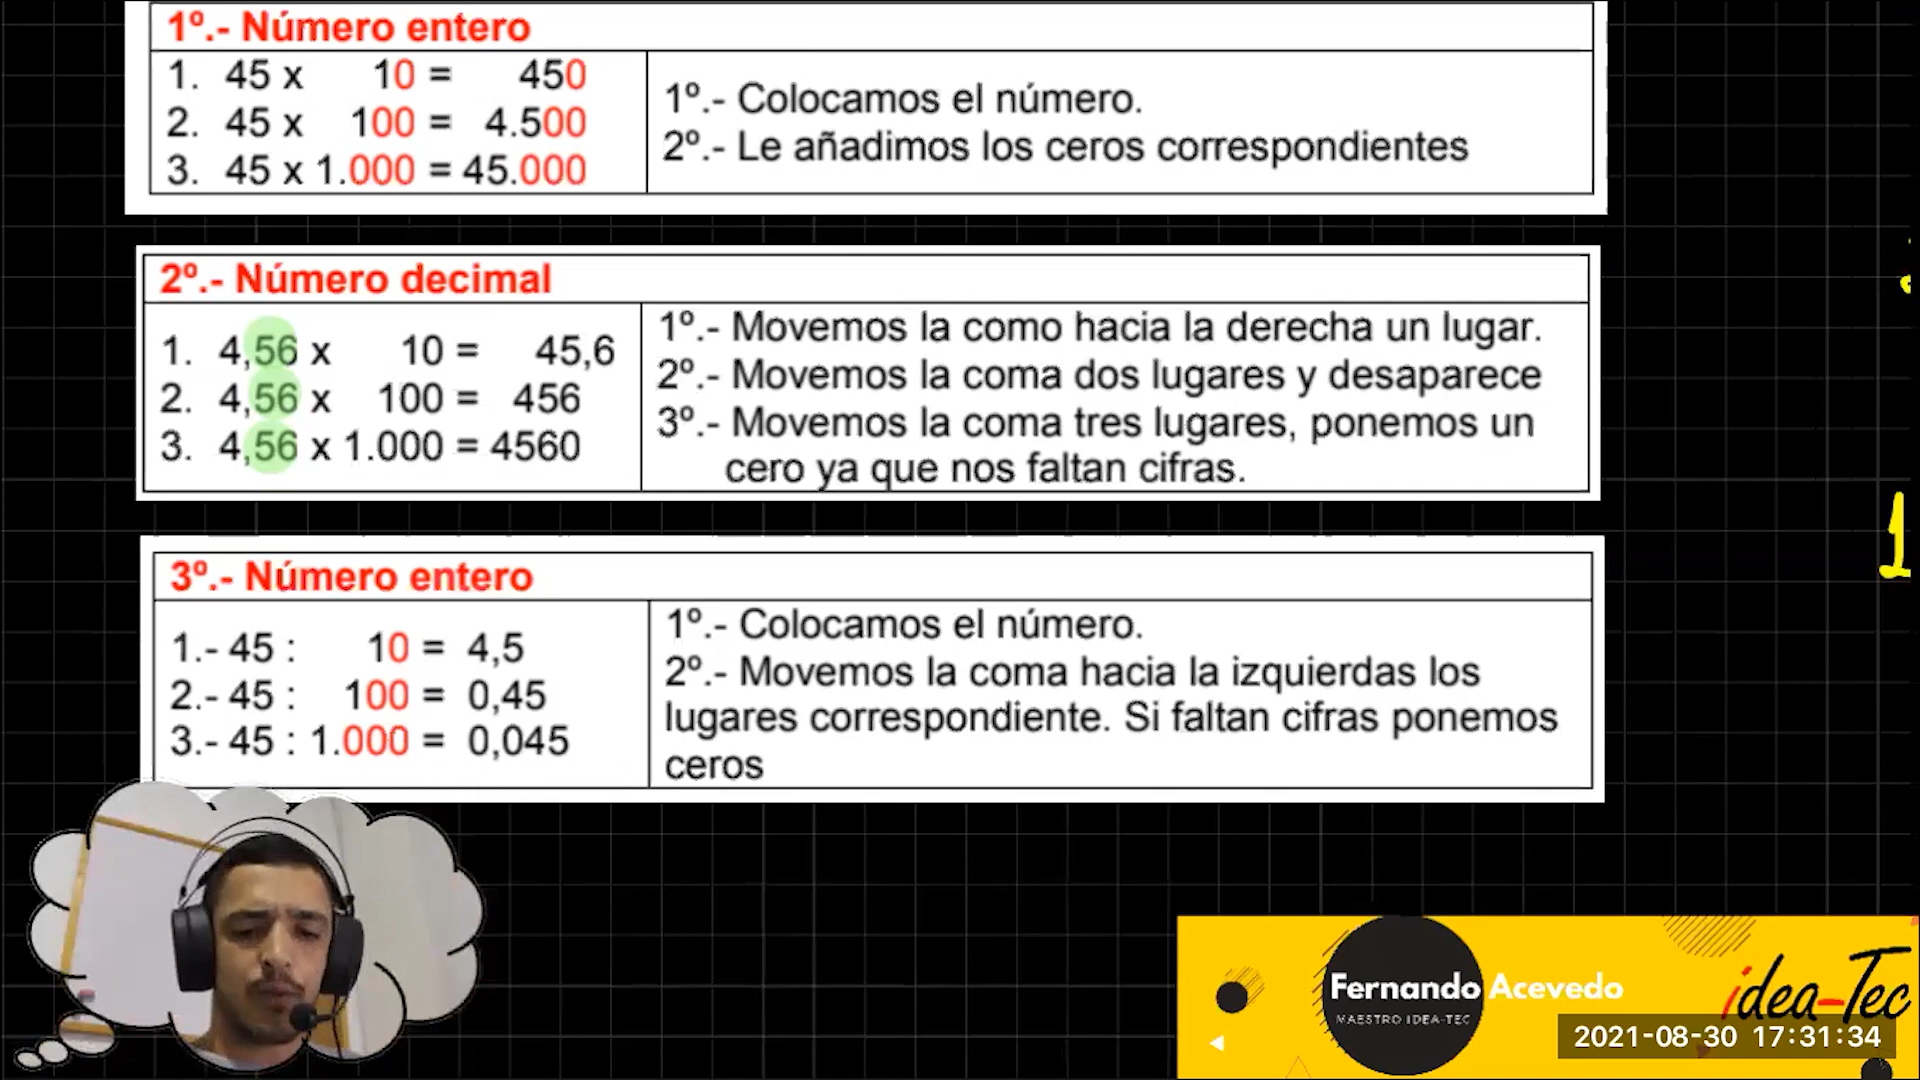 1º.- Número entero
1. 45 x 10 = 450
2. 45 x 100 = 4.500
3. 45 x 1.000 = 45.000
1º.- Colocamos el número.
2º.- Le añadimos los ceros correspondientes
2º.- Número decimal
1. 4,56 x 10 = 45,6
2. 4,56 x 100 = 456
3. 4,56 x 1.000 = 4560
1º.- Movemos la como hacia la derecha un lugar.
2º.- Movemos la coma dos lugares y desaparece
3º.- Movemos la coma tres lugares, ponemos un
cero ya que nos faltan cifras.
1
3º.- Número entero
1.- 45 : 10 = 4,5
2.- 45 : 100 = 0,45
3.- 45 : 1.000 = 0,045
1º.- Colocamos el número.
2º.- Movemos la coma hacia la izquierdas los
lugares correspondiente. Si faltan cifras ponemos
ceros
Fernando Acevedo
MAESTRO IDEA-TEC
idea-Tec
2021-08-30 17:31:34